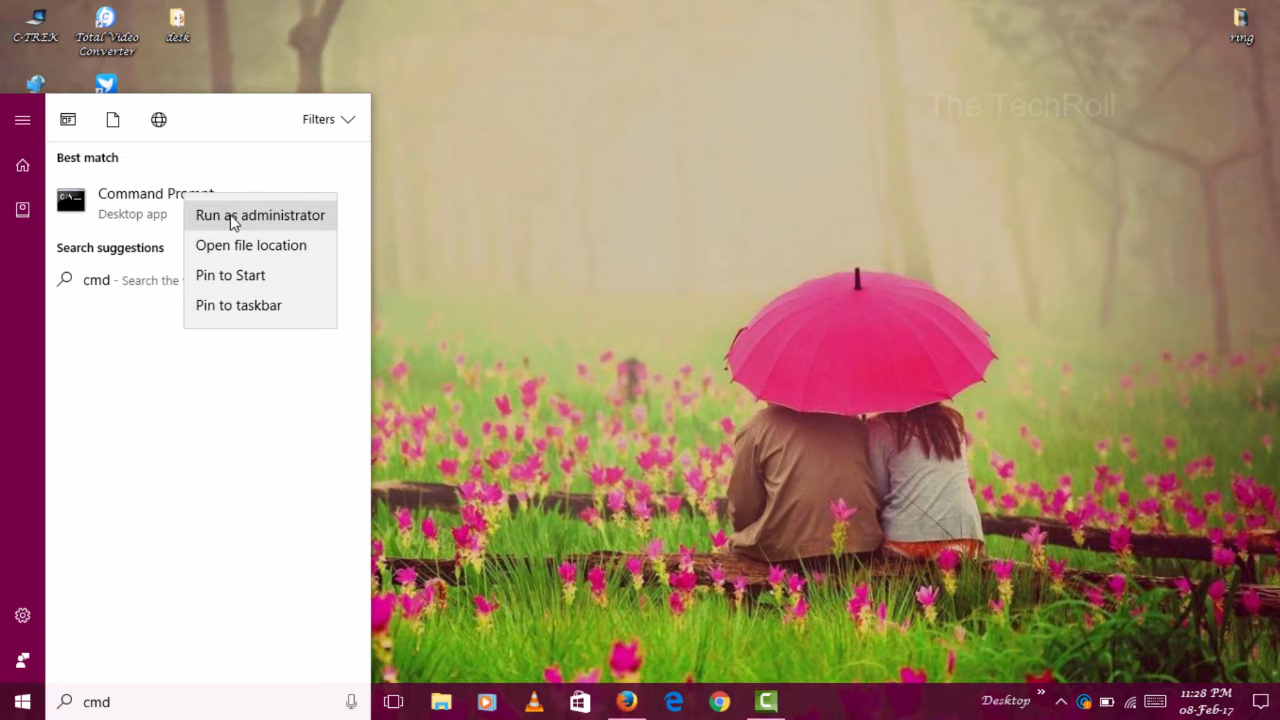 C-TREK
Total Video
Converter
desk
ring
The TechRoll
Filters
Best match
Command Prompt
Desktop app
Run as administrator
Open file location
Pin to Start
Pin to taskbar
Search suggestions
cmd - Search the
cmd
Desktop
11:28 PM
08-Feb-17